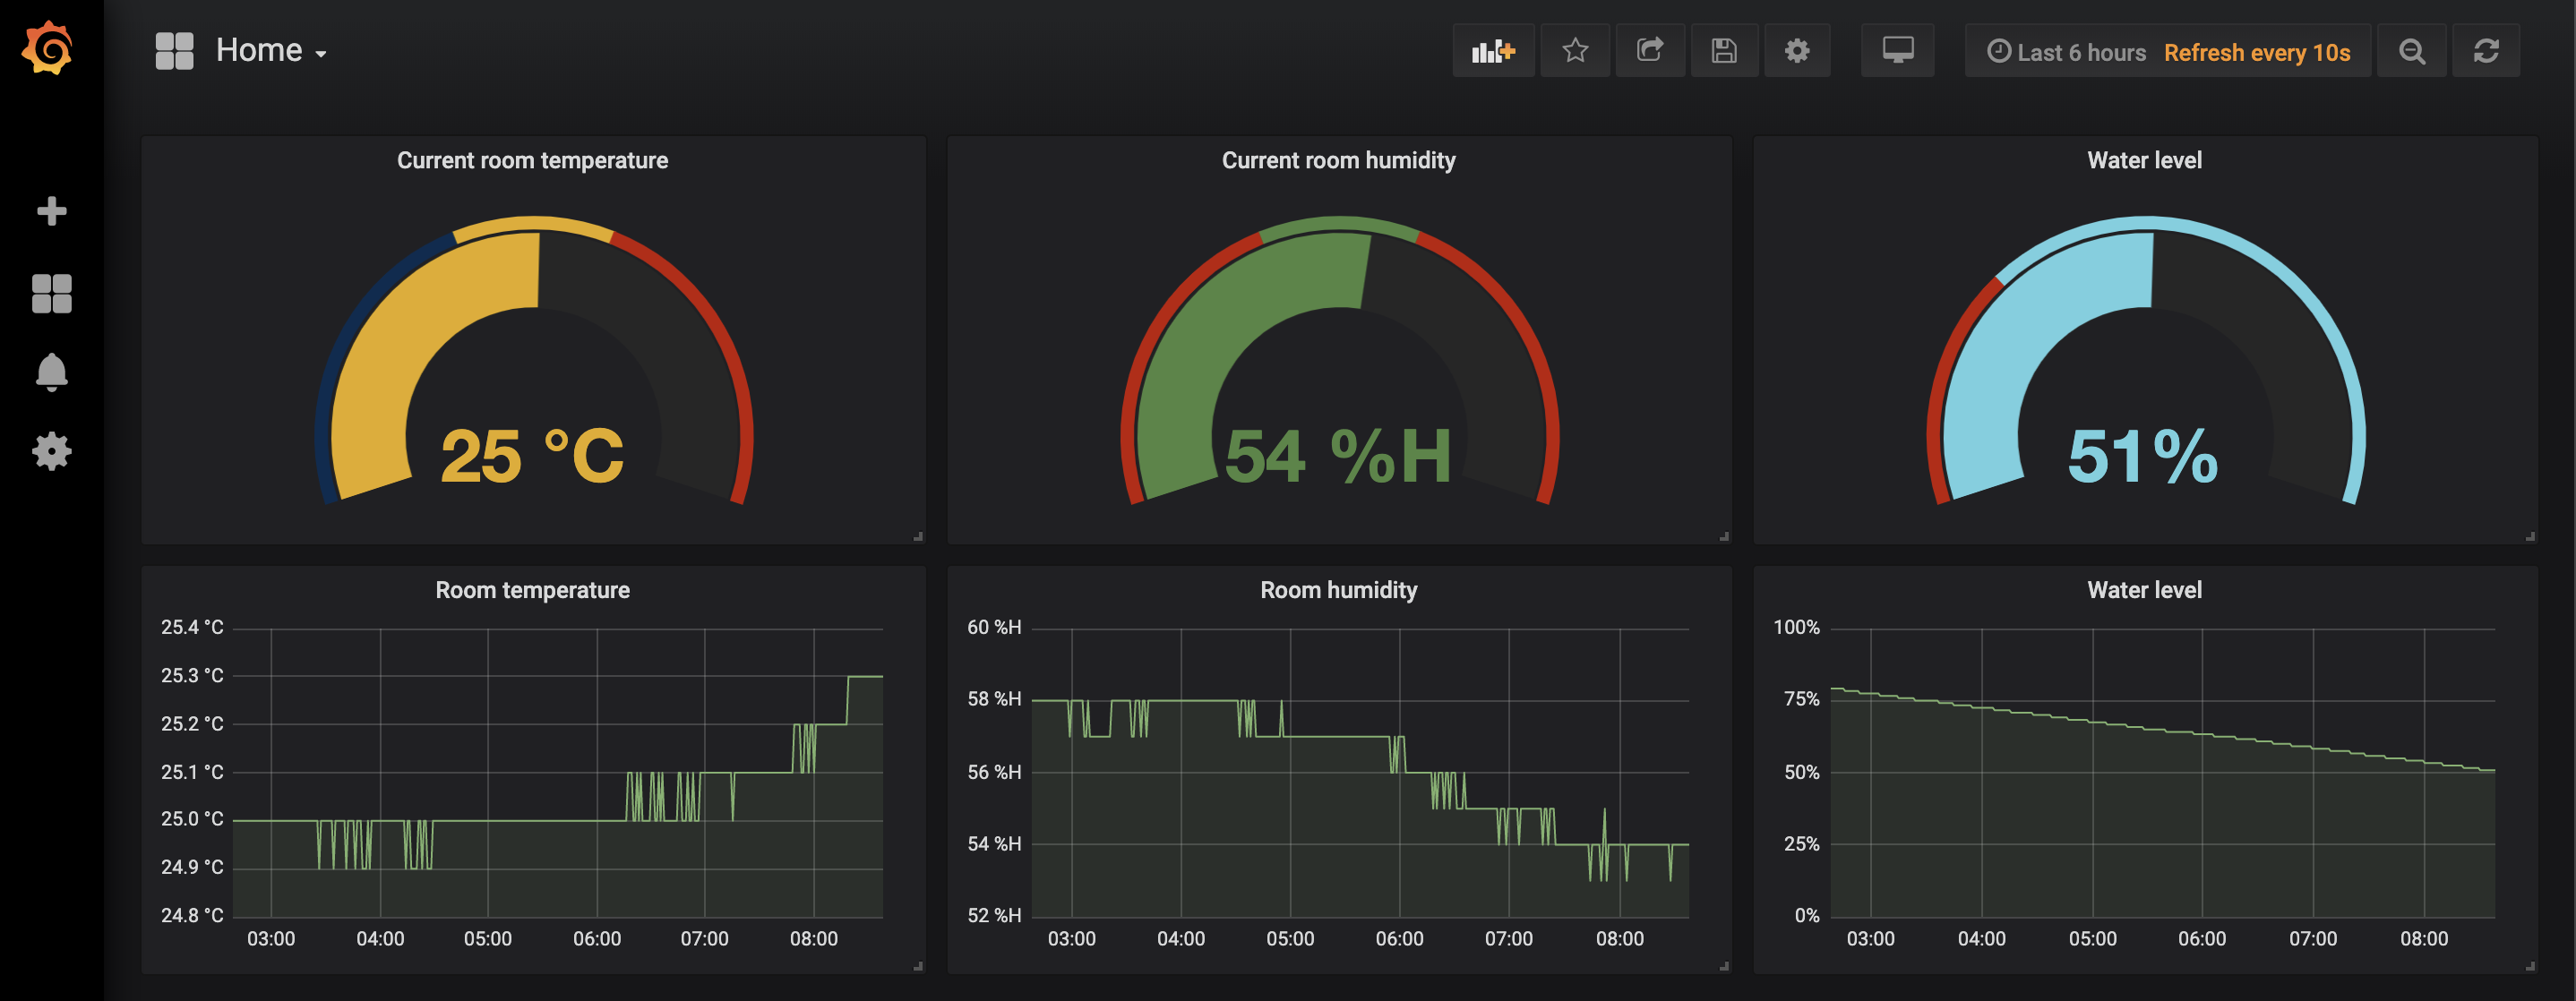 Home
Last 6 hours Refresh every 10s
Current room temperature
25 °C
Current room humidity
54 %H
Water level
51%
Room temperature
25.4 °C
25.3 °C
25.2 °C
25.1 °C
25.0 °C
24.9 °C
24.8 °C
03:00 04:00 05:00 06:00 07:00 08:00
Room humidity
60 %H
58 %H
56 %H
54 %H
52 %H
03:00 04:00 05:00 06:00 07:00 08:00
Water level
100%
75%
50%
25%
0%
03:00 04:00 05:00 06:00 07:00 08:00